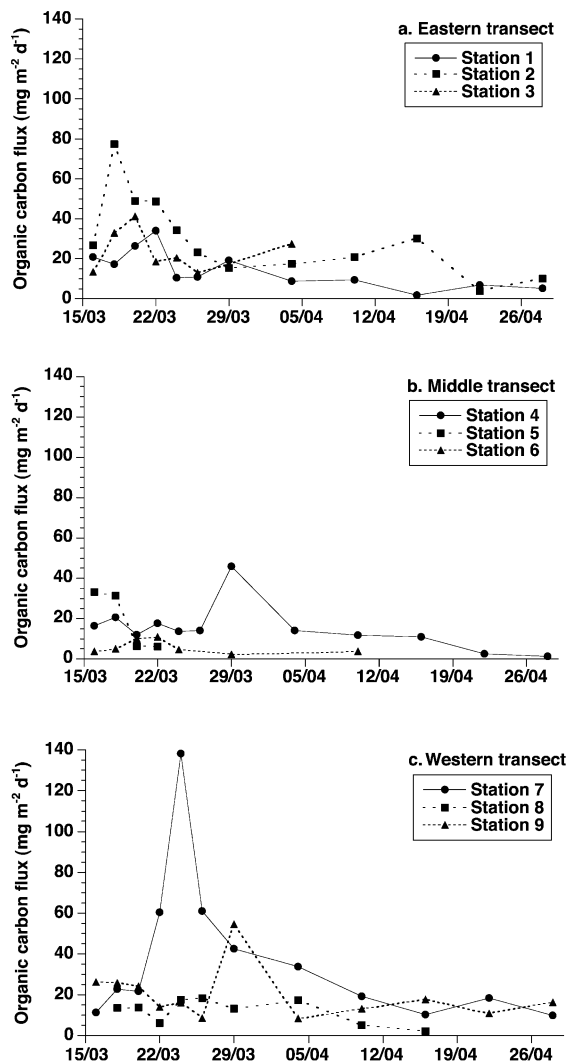 a. Eastern transect
Station 1
Station 2
Station 3
Organic carbon flux (mg m⁻² d⁻¹)
140
120
100
80
60
40
20
0
15/03 22/03 29/03 05/04 12/04 19/04 26/04
b. Middle transect
Station 4
Station 5
Station 6
Organic carbon flux (mg m⁻² d⁻¹)
140
120
100
80
60
40
20
0
15/03 22/03 29/03 05/04 12/04 19/04 26/04
c. Western transect
Station 7
Station 8
Station 9
Organic carbon flux (mg m⁻² d⁻¹)
140
120
100
80
60
40
20
0
15/03 22/03 29/03 05/04 12/04 19/04 26/04